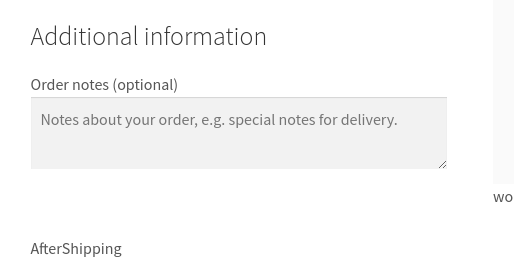 Additional information
Order notes (optional)
Notes about your order, e.g. special notes for delivery.
wo
AfterShipping